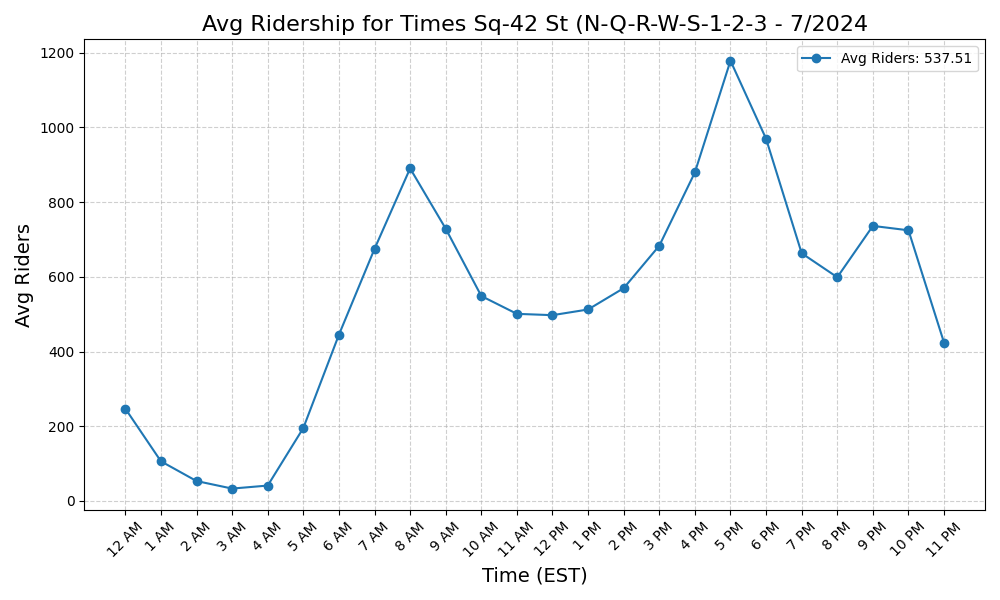 Avg Ridership for Times Sq-42 St (N-Q-R-W-S-1-2-3 - 7/2024
Avg Riders: 537.51
1200
1000
800
600
400
200
0
Avg Riders
12 AM
1 AM
2 AM
3 AM
4 AM
5 AM
6 AM
7 AM
8 AM
9 AM
10 AM
11 AM
12 PM
1 PM
2 PM
3 PM
4 PM
5 PM
6 PM
7 PM
8 PM
9 PM
10 PM
11 PM
Time (EST)